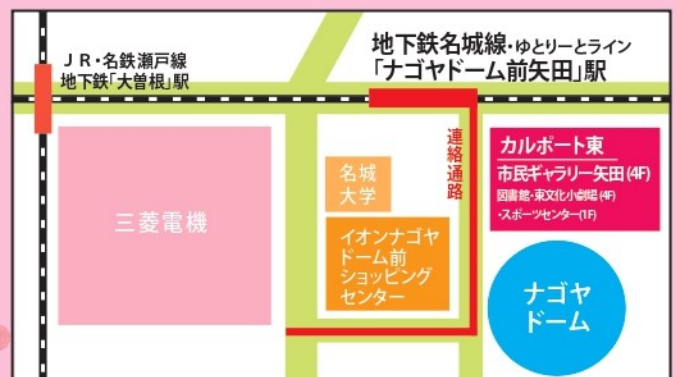 JR・名鉄瀬戸線
地下鉄「大曽根」駅
地下鉄名城線・ゆとりーとライン
「ナゴヤドーム前矢田」駅
連絡通路
三菱電機
名城
大学
イオンナゴヤ
ドーム前
ショッピング
センター
カルポート東
市民ギャラリー矢田(4F)
図書館・東文化小劇場(4F)
・スポーツセンター(1F)
ナゴヤ
ドーム